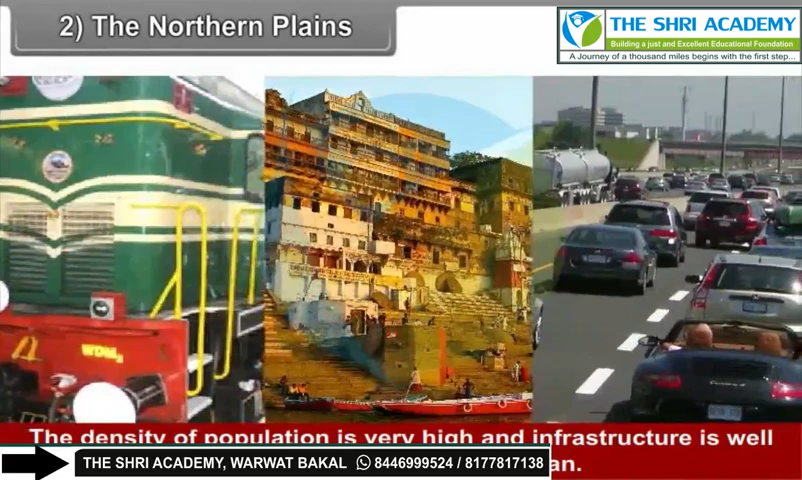 2) The Northern Plains
THE SHRI ACADEMY
Building a just and Excellent Educational Foundation
A Journey of a thousand miles begins with the first step...
WDM2
The density of population is very high and infrastructure is well
an.
THE SHRI ACADEMY, WARWAT BAKAL 8446999524 / 8177817138